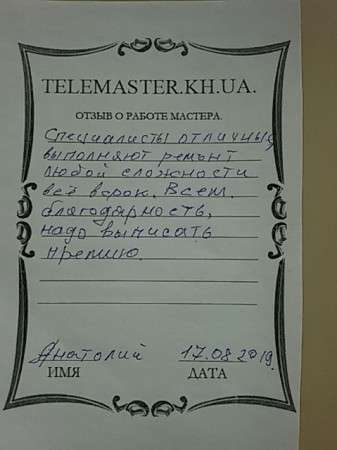 TELEMASTER.KH.UA.
ОТЗЫВ О РАБОТЕ МАСТЕРА.
Специалисты отличные
выполняют ремонт
любой сложности
без Всем.
благодарность,
надо выписать
премию.
Анатолий 17.08 2019.
ИМЯ ДАТА